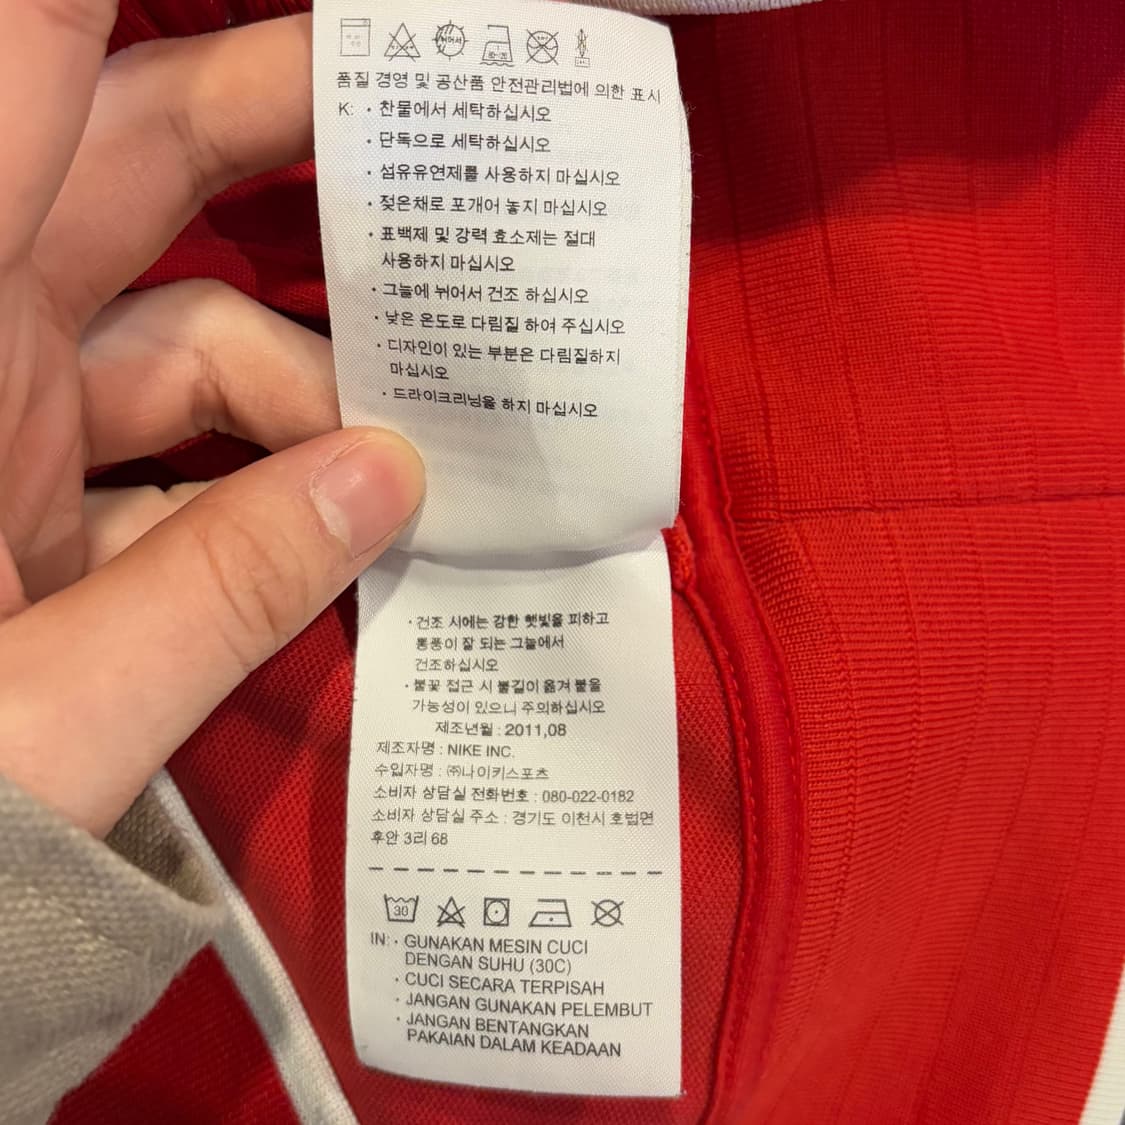 품질 경영 및 공산품 안전관리법에 의한 표시
K: · 찬물에서 세탁하십시오
· 단독으로 세탁하십시오
· 섬유유연제를 사용하지 마십시오
· 젖은채로 포개어 놓지 마십시오
· 표백제 및 강력 효소제는 절대
사용하지 마십시오
· 그늘에 뉘어서 건조 하십시오
· 낮은 온도로 다림질 하여 주십시오
· 디자인이 있는 부분은 다림질하지
마십시오
· 드라이크리닝을 하지 마십시오
· 건조 시에는 강한 햇빛을 피하고
통풍이 잘 되는 그늘에서
건조하십시오
· 불꽃 접근 시 불길이 옮겨 붙을
가능성이 있으니 주의하십시오
제조년월 : 2011,08
제조자명 : NIKE INC.
수입자명 : ㈜나이키스포츠
소비자 상담실 전화번호 : 080-022-0182
소비자 상담실 주소 : 경기도 이천시 호법면
후안 3리 68
30
IN: · GUNAKAN MESIN CUCI
DENGAN SUHU (30C)
· CUCI SECARA TERPISAH
· JANGAN GUNAKAN PELEMBUT
· JANGAN BENTANGKAN
PAKAIAN DALAM KEADAAN